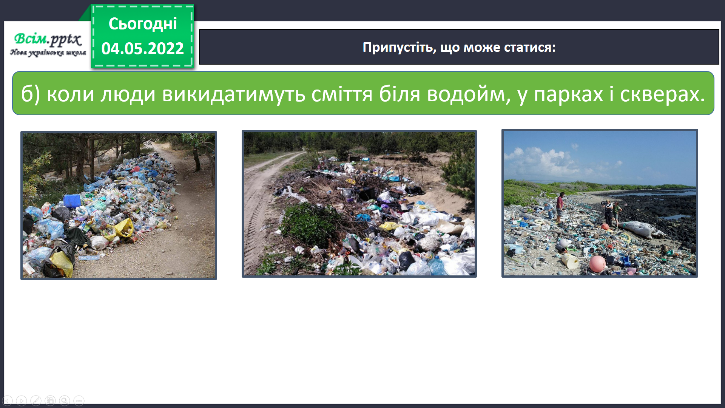 Всім.pptx
Нова українська школа
Сьогодні
04.05.2022
Припустіть, що може статися:
б) коли люди викидатимуть сміття біля водойм, у парках і скверах.